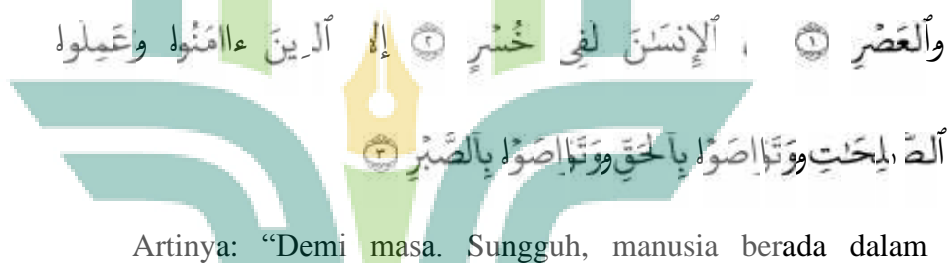 وَٱلْعَصْرِ ١ ٱلْإِنسَٰنَ لَفِى خُسْرٍ ٢ إِلَّا ٱلَّذِينَ ءَامَنُوا۟ وَعَمِلُوا۟
ٱلصَّٰلِحَٰتِ وَتَوَاصَوْا۟ بِٱلْحَقِّ وَتَوَاصَوْا۟ بِٱلصَّبْرِ ٣
Artinya: “Demi masa. Sungguh, manusia berada dalam